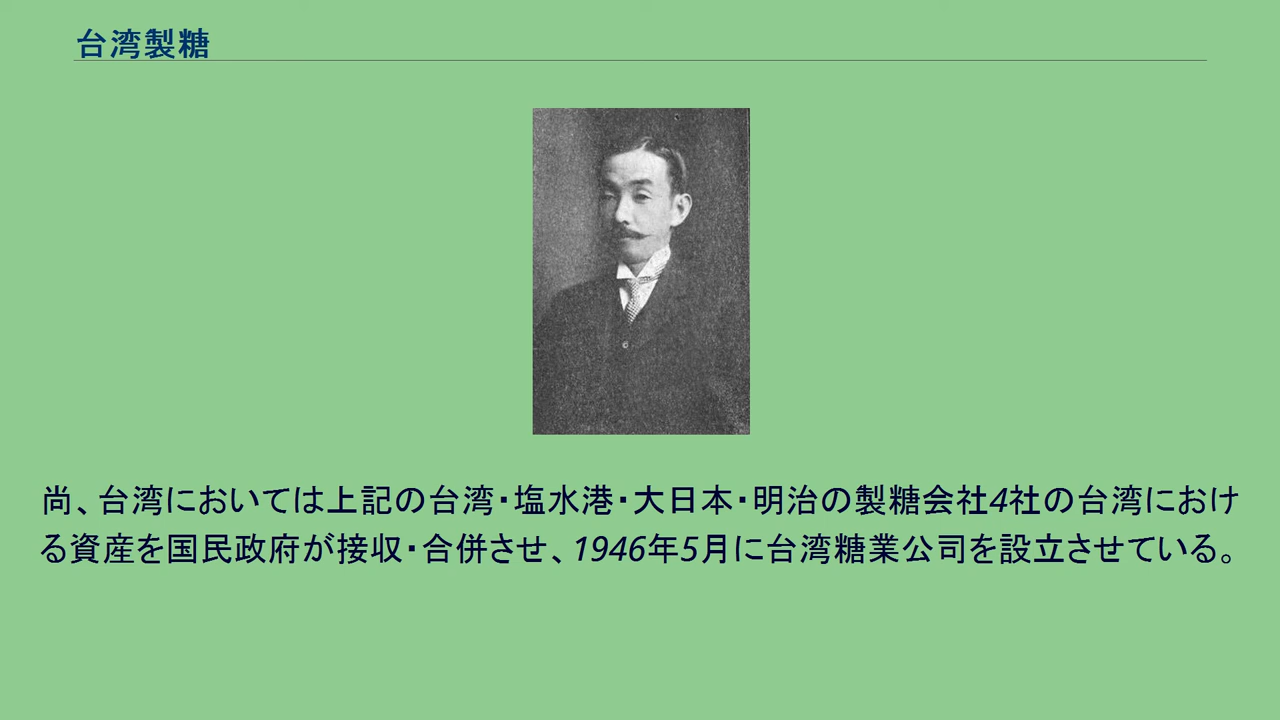 台湾製糖
尚、台湾においては上記の台湾・塩水港・大日本・明治の製糖会社4社の台湾におけ
る資産を国民政府が接収・合併させ、1946年5月に台湾糖業公司を設立させている。